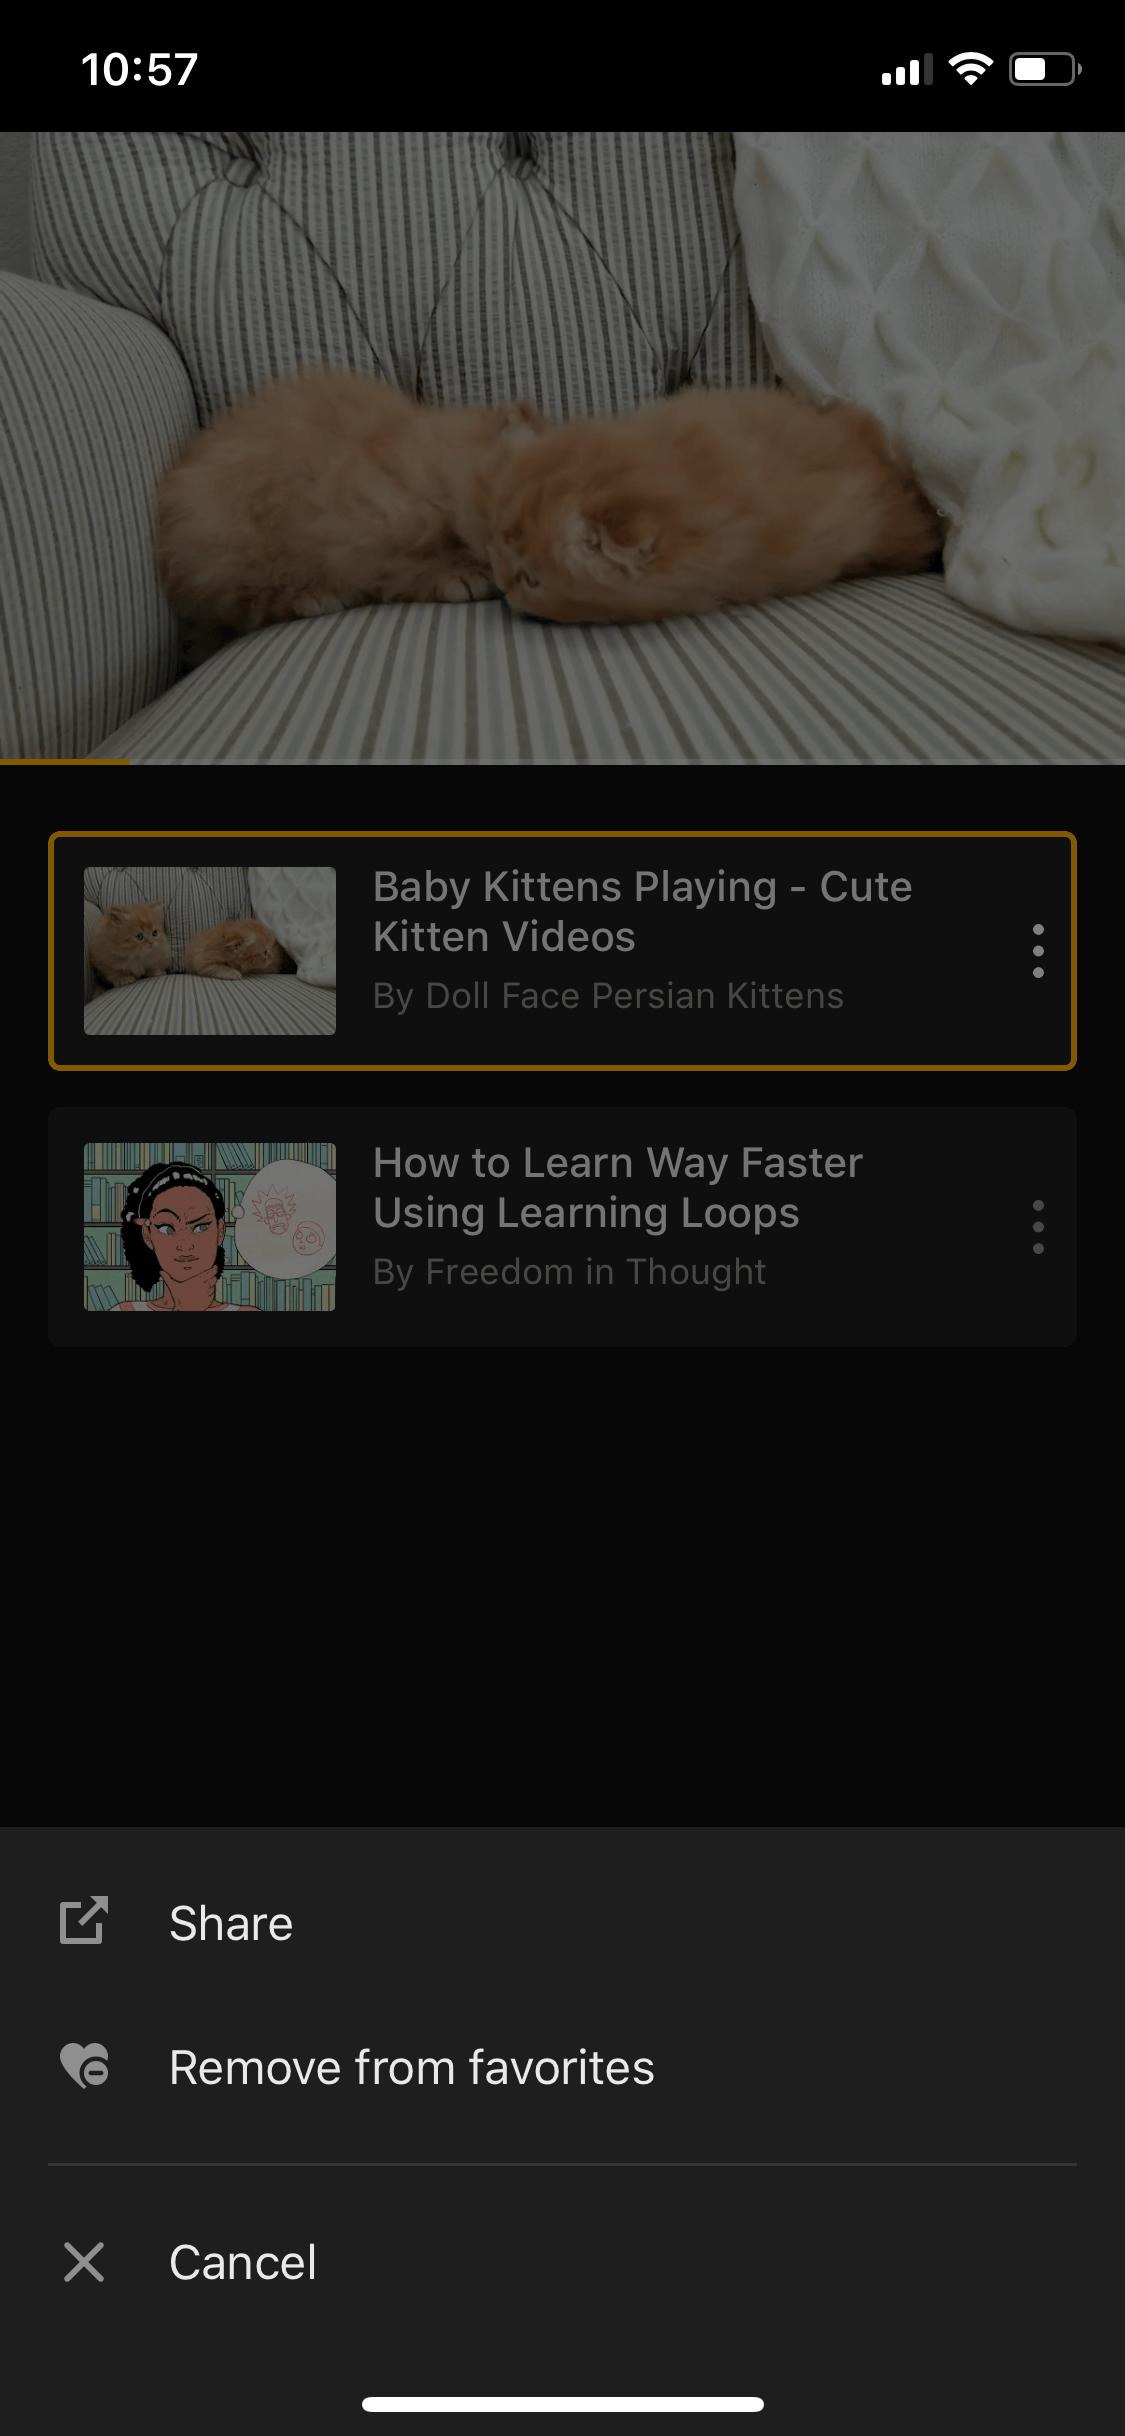 10:57
Baby Kittens Playing - Cute
Kitten Videos
By Doll Face Persian Kittens
How to Learn Way Faster
Using Learning Loops
By Freedom in Thought
Share
Remove from favorites
Cancel